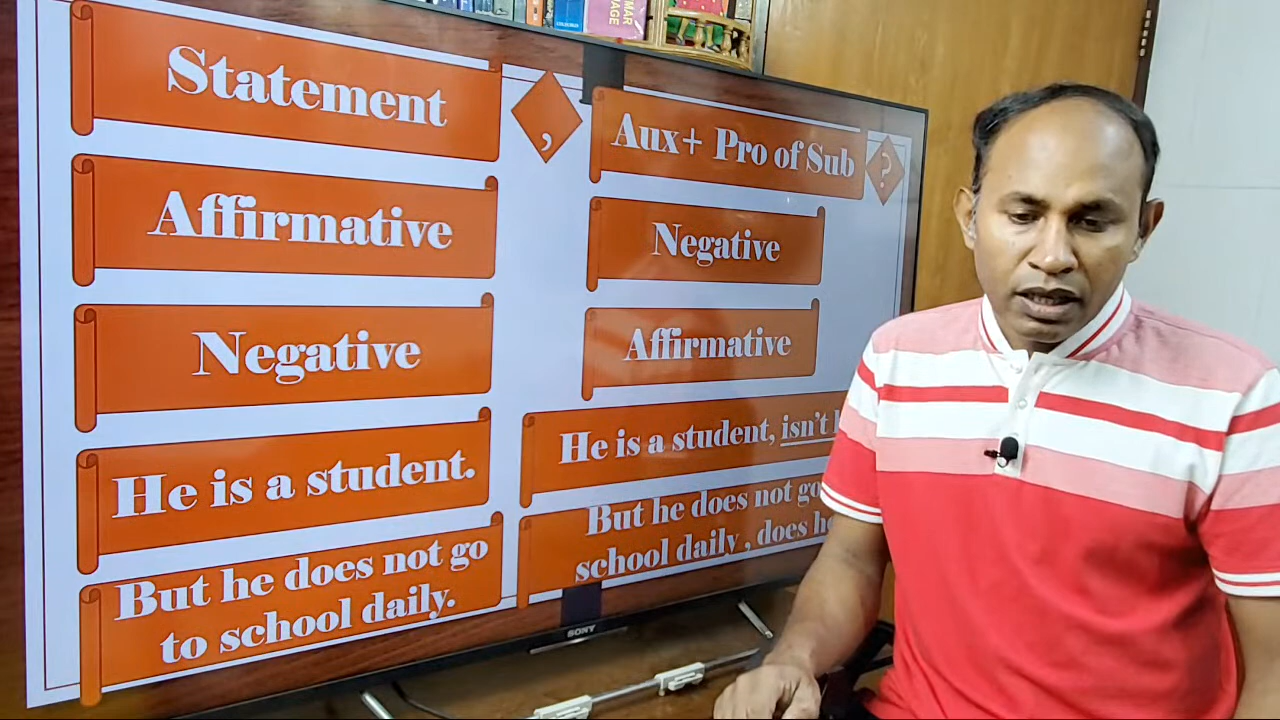 Statement
,
Aux+ Pro of Sub
?
Affirmative
Negative
Negative
Affirmative
He is a student.
He is a student, isn't
But he does not go
to school daily.
But he does not go
school daily , does
SONY